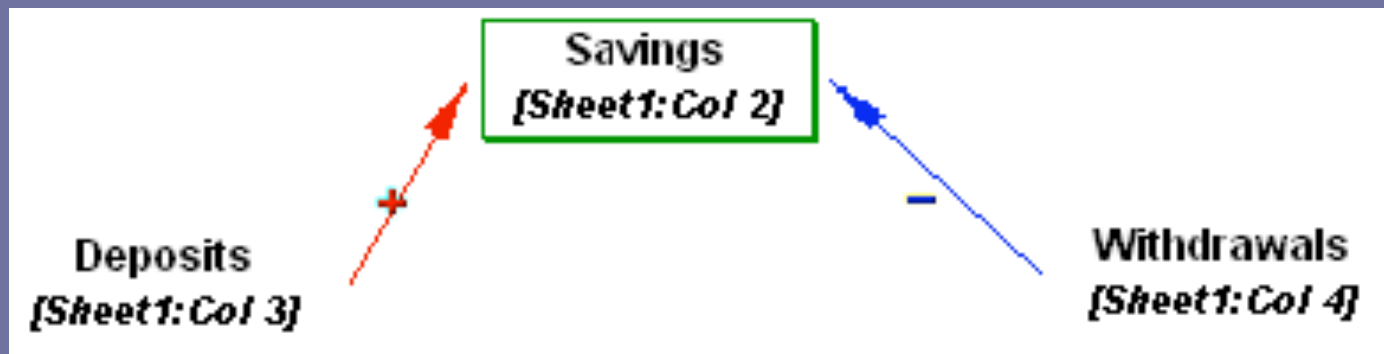 Savings
[Sheet1:Col 2]
+
−
Deposits
[Sheet1:Col 3]
Withdrawals
[Sheet1:Col 4]